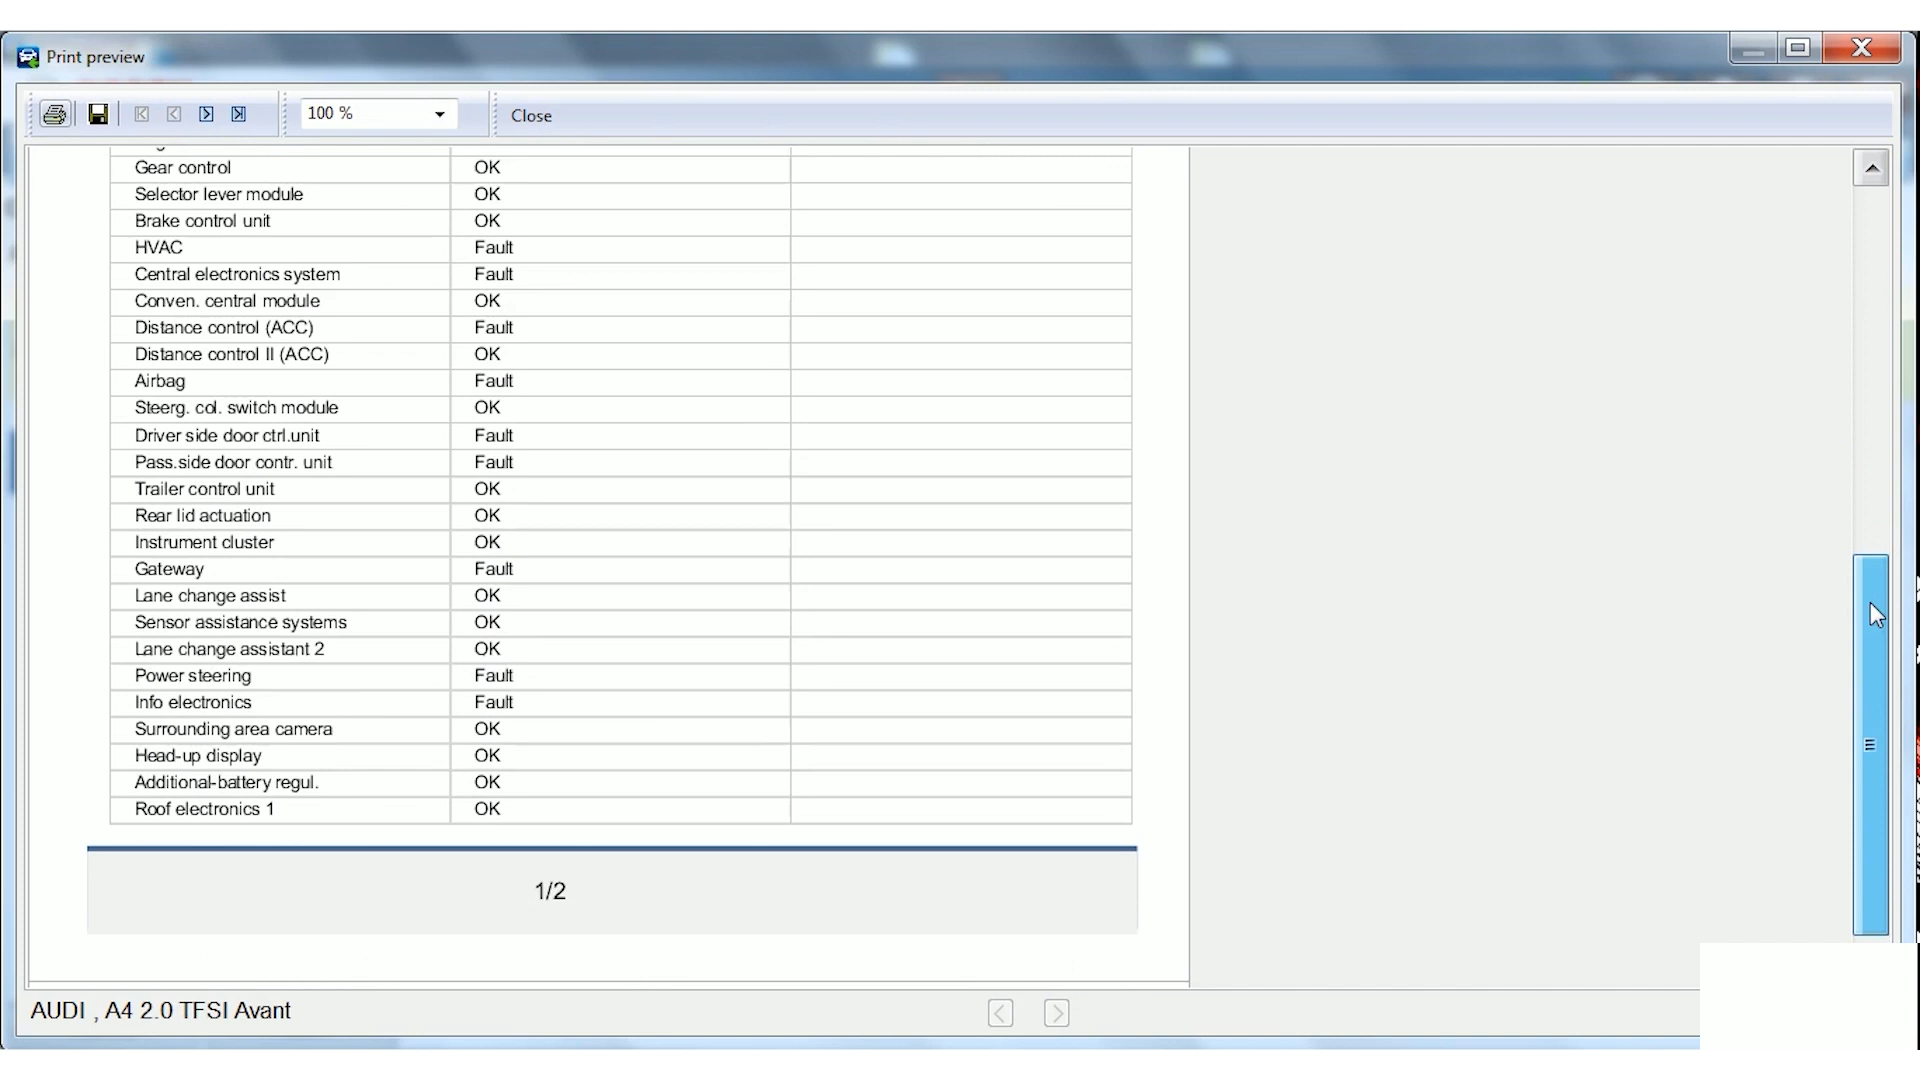 Print preview
100 % Close
Gear control OK
Selector lever module OK
Brake control unit OK
HVAC Fault
Central electronics system Fault
Conven. central module OK
Distance control (ACC) Fault
Distance control II (ACC) OK
Airbag Fault
Steerg. col. switch module OK
Driver side door ctrl.unit Fault
Pass.side door contr. unit Fault
Trailer control unit OK
Rear lid actuation OK
Instrument cluster OK
Gateway Fault
Lane change assist OK
Sensor assistance systems OK
Lane change assistant 2 OK
Power steering Fault
Info electronics Fault
Surrounding area camera OK
Head-up display OK
Additional-battery regul. OK
Roof electronics 1 OK
1/2
AUDI , A4 2.0 TFSI Avant